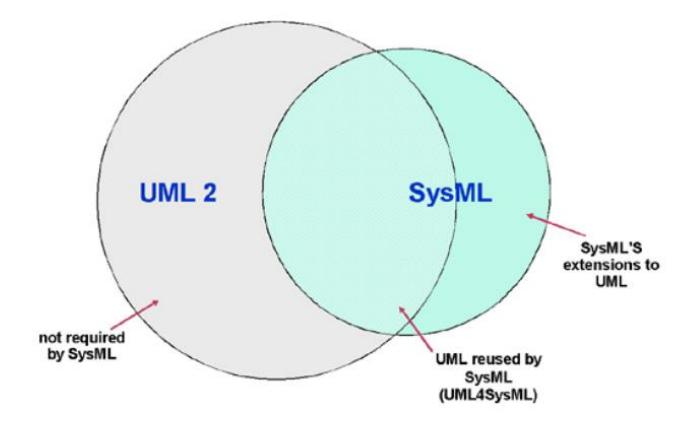 UML 2
SysML
SysML'S
extensions to
UML
not required
by SysML
UML reused by
SysML
(UML4SysML)